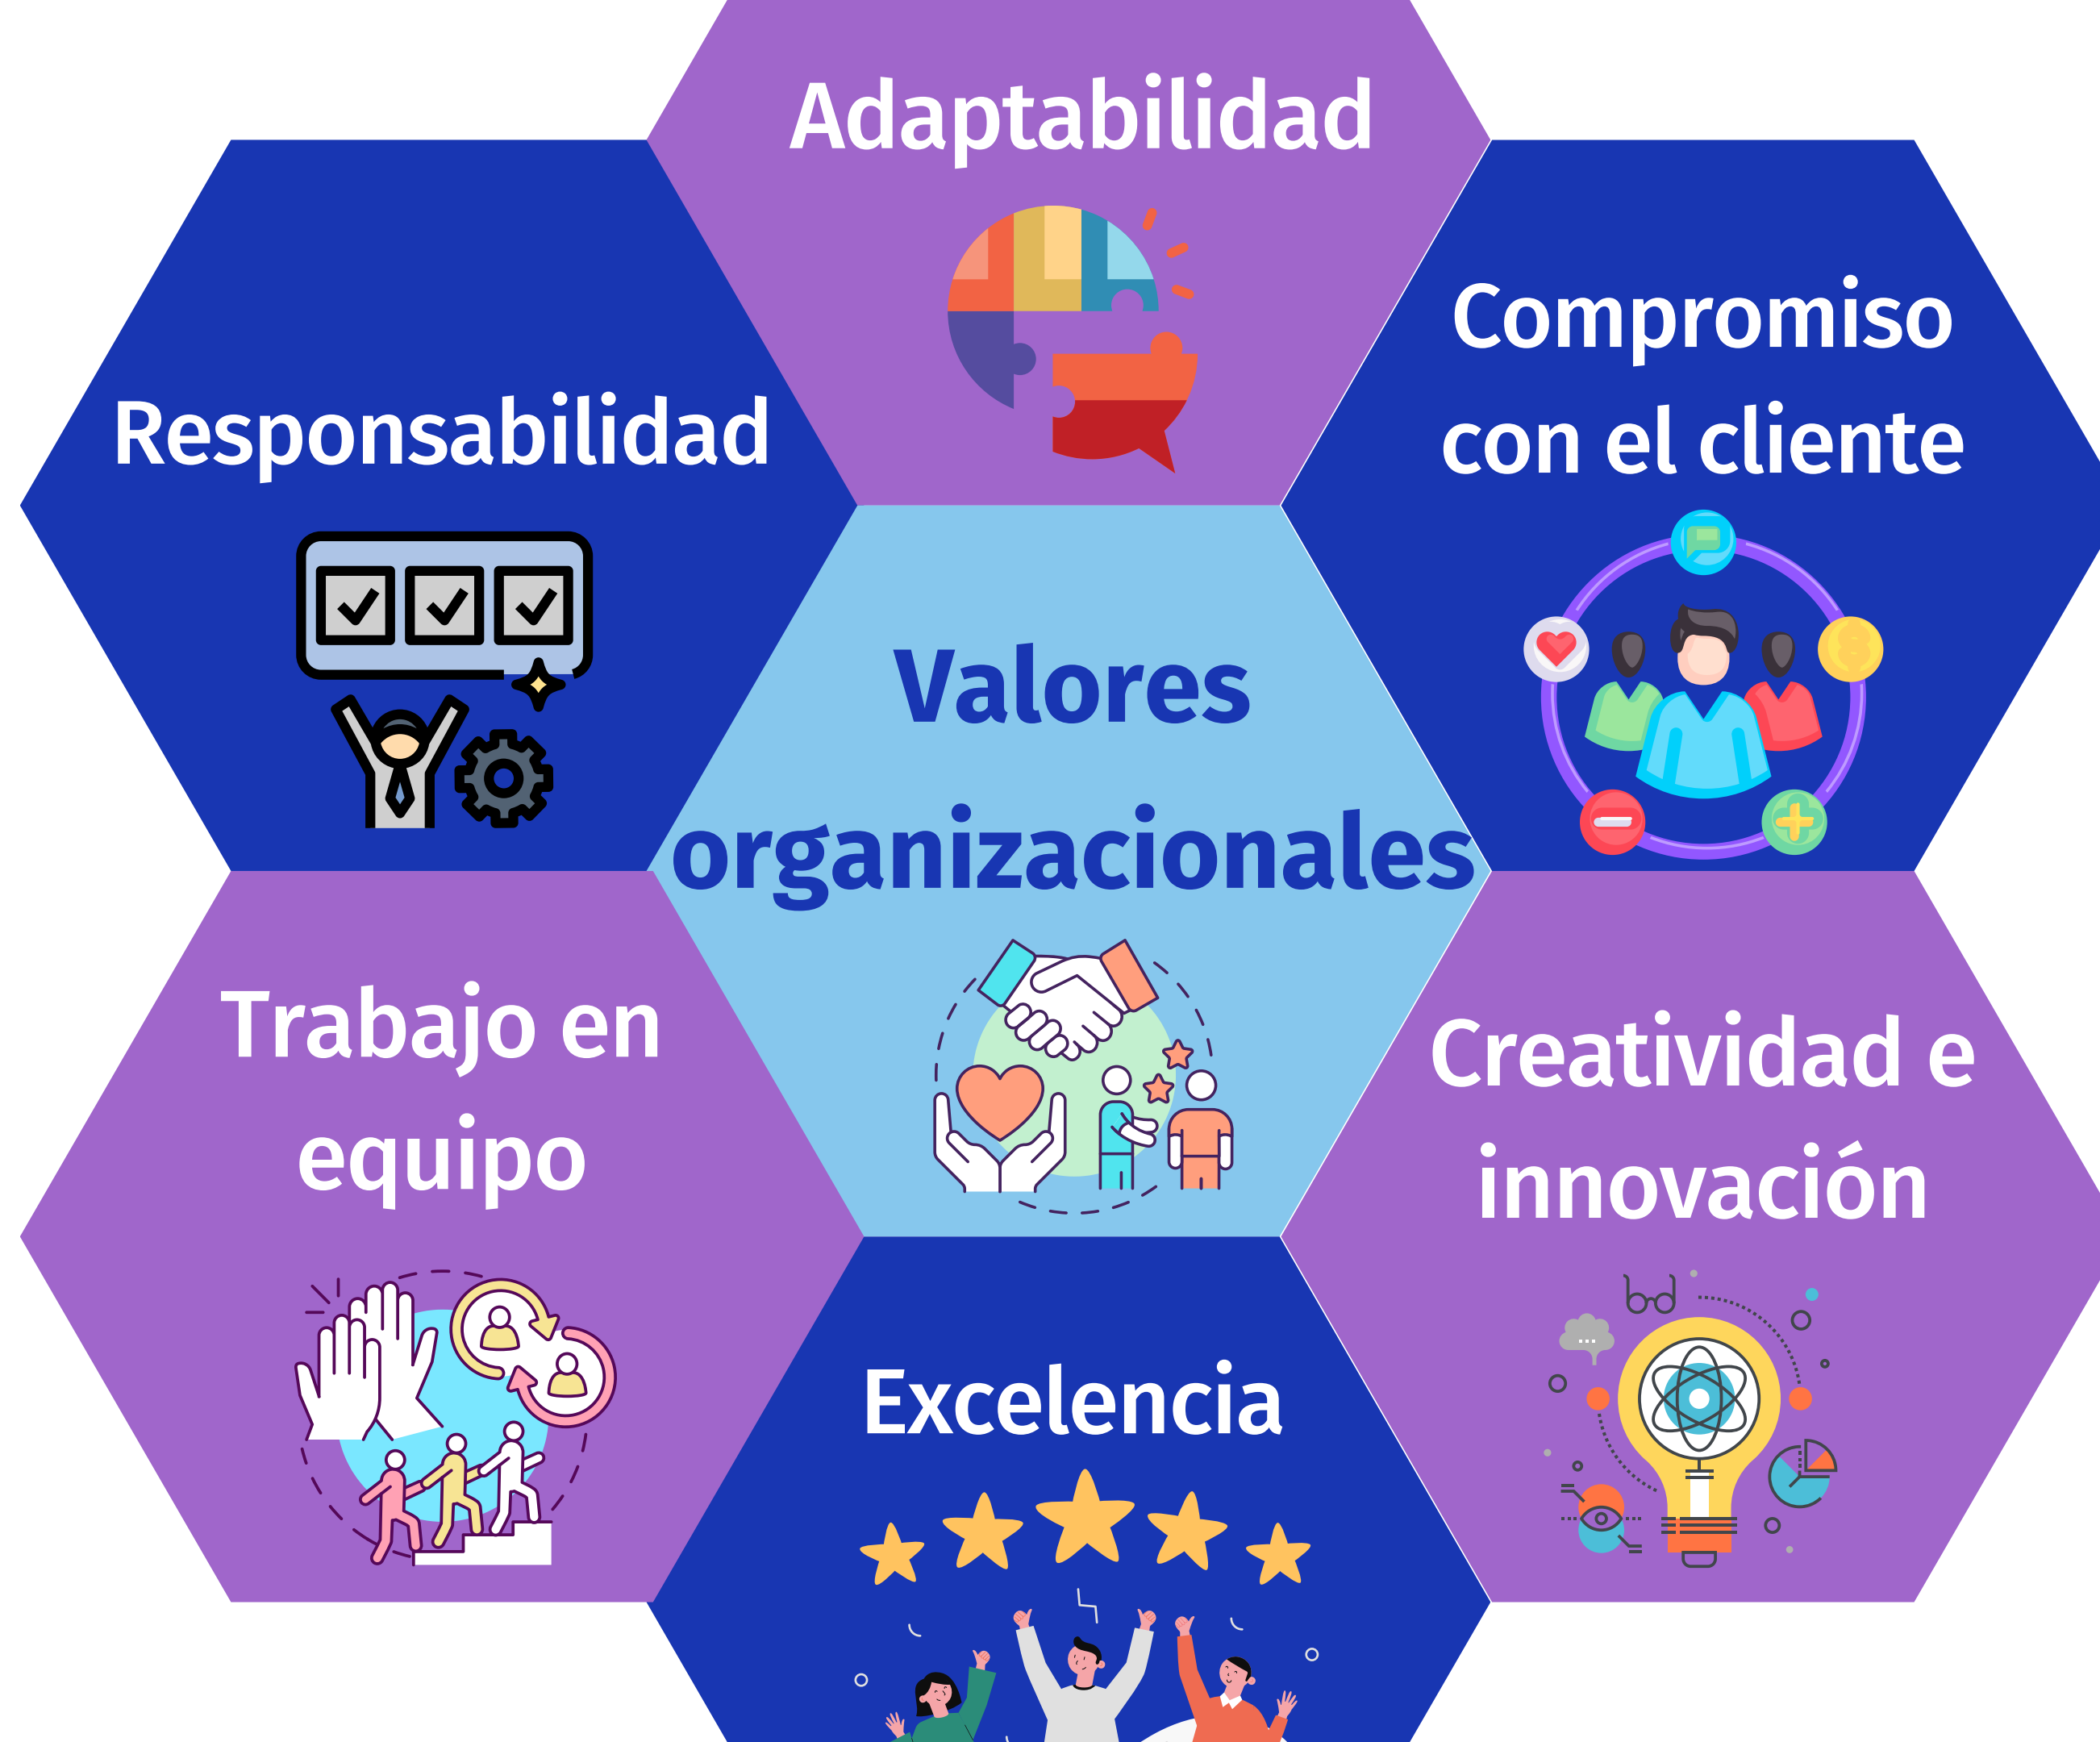 Adaptabilidad
Responsabilidad
Compromiso
con el cliente
Valores
organizacionales
Trabajo en
equipo
Creatividad e
innovación
Excelencia